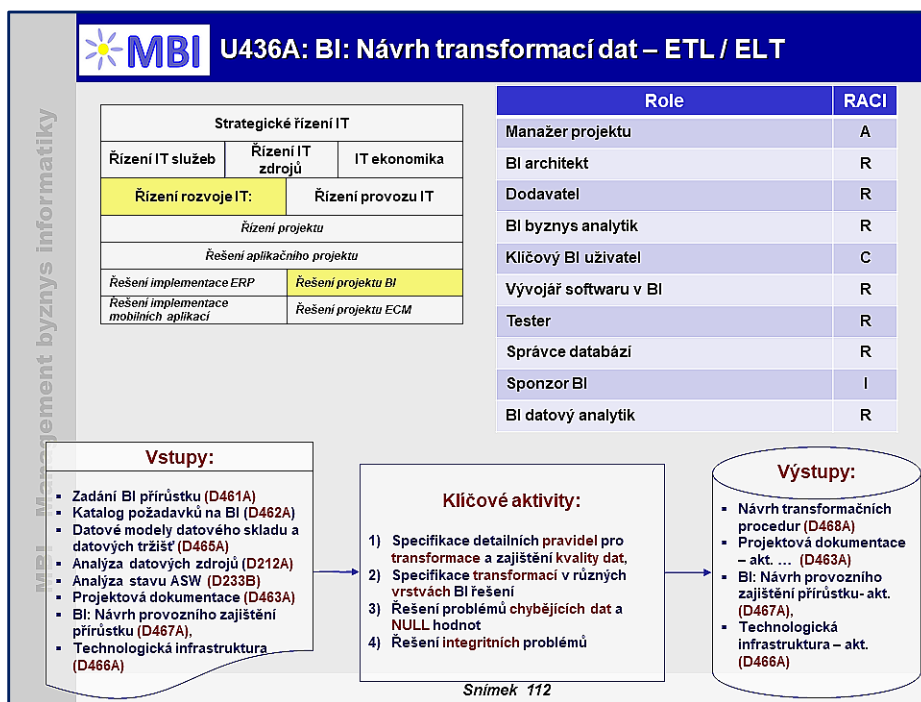 MBI
U436A: BI: Návrh transformací dat – ETL / ELT
MBI Management byznys informatiky
Strategické řízení IT
Řízení IT služeb
Řízení IT
zdrojů
IT ekonomika
Řízení rozvoje IT:
Řízení provozu IT
Řízení projektu
Řešení aplikačního projektu
Řešení implementace ERP
Řešení projektu BI
Řešení implementace
mobilních aplikací
Řešení projektu ECM
Role RACI
Manažer projektu A
BI architekt R
Dodavatel R
BI byznys analytik R
Klíčový BI uživatel C
Vývojář softwaru v BI R
Tester R
Správce databází R
Sponzor BI I
BI datový analytik R
Vstupy:
▪ Zadání BI přírůstku (D461A)
▪ Katalog požadavků na BI (D462A)
▪ Datové modely datového skladu a
datových tržišť (D465A)
▪ Analýza datových zdrojů (D212A)
▪ Analýza stavu ASW (D233B)
▪ Projektová dokumentace (D463A)
▪ BI: Návrh provozního zajištění
přírůstku (D467A),
▪ Technologická infrastruktura
(D466A)
Klíčové aktivity:
1) Specifikace detailních pravidel pro
transformace a zajištění kvality dat,
2) Specifikace transformací v různých
vrstvách BI řešení
3) Řešení problémů chybějících dat a
NULL hodnot
4) Řešení integritních problémů
Výstupy:
▪ Návrh transformačních
procedur (D468A)
▪ Projektová dokumentace
– akt. ... (D463A)
▪ BI: Návrh provozního
zajištění přírůstku- akt.
(D467A),
▪ Technologická
infrastruktura – akt.
(D466A)
Snímek 112